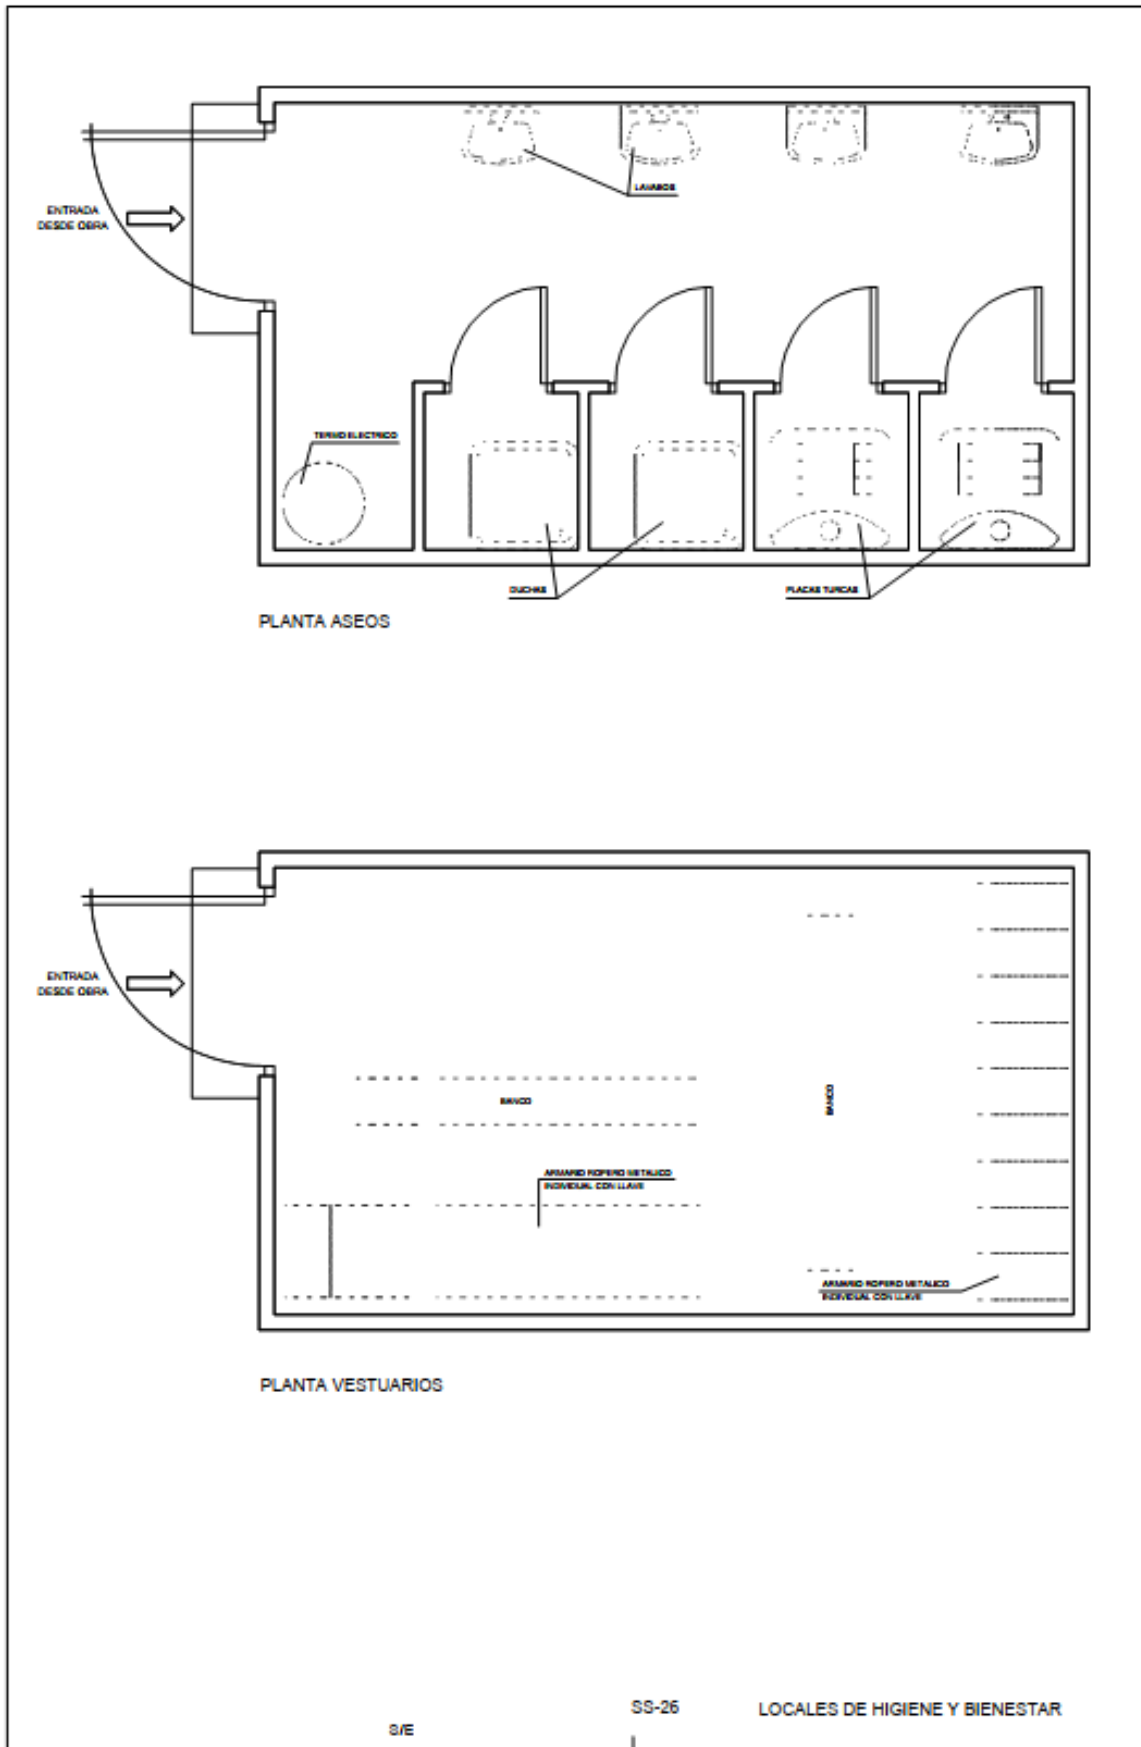 ENTRADA
DESDE OBRA
LAVABOS
TERMO ELECTRICO
DUCHAS
PLACAS TURCAS
PLANTA ASEOS
ENTRADA
DESDE OBRA
BANCO
BANCO
ARMARIO ROPERO METALICO
INDIVIDUAL CON LLAVE
ARMARIO ROPERO METALICO
INDIVIDUAL CON LLAVE
PLANTA VESTUARIOS
SS-26
LOCALES DE HIGIENE Y BIENESTAR
S/E